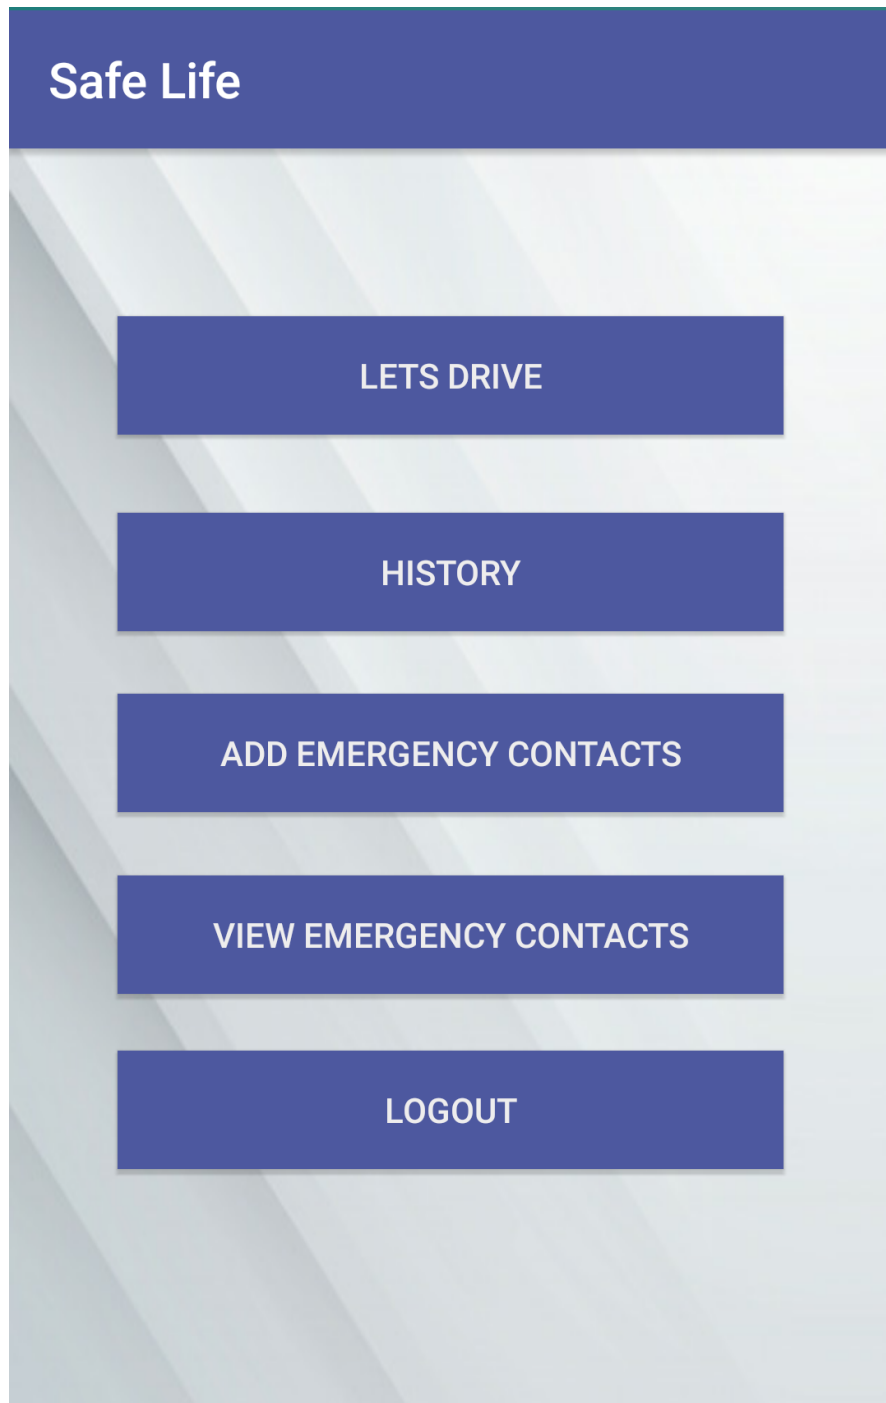 Safe Life
LETS DRIVE
HISTORY
ADD EMERGENCY CONTACTS
VIEW EMERGENCY CONTACTS
LOGOUT